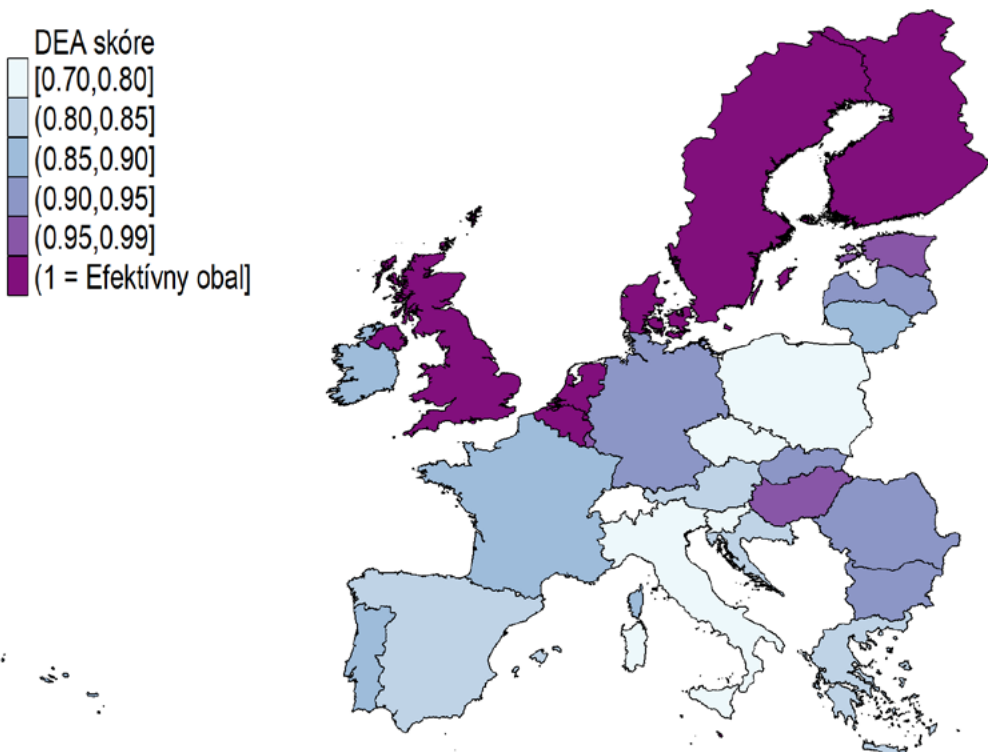 DEA skóre
[0.70,0.80]
(0.80,0.85]
(0.85,0.90]
(0.90,0.95]
(0.95,0.99]
(1 = Efektívny obal]